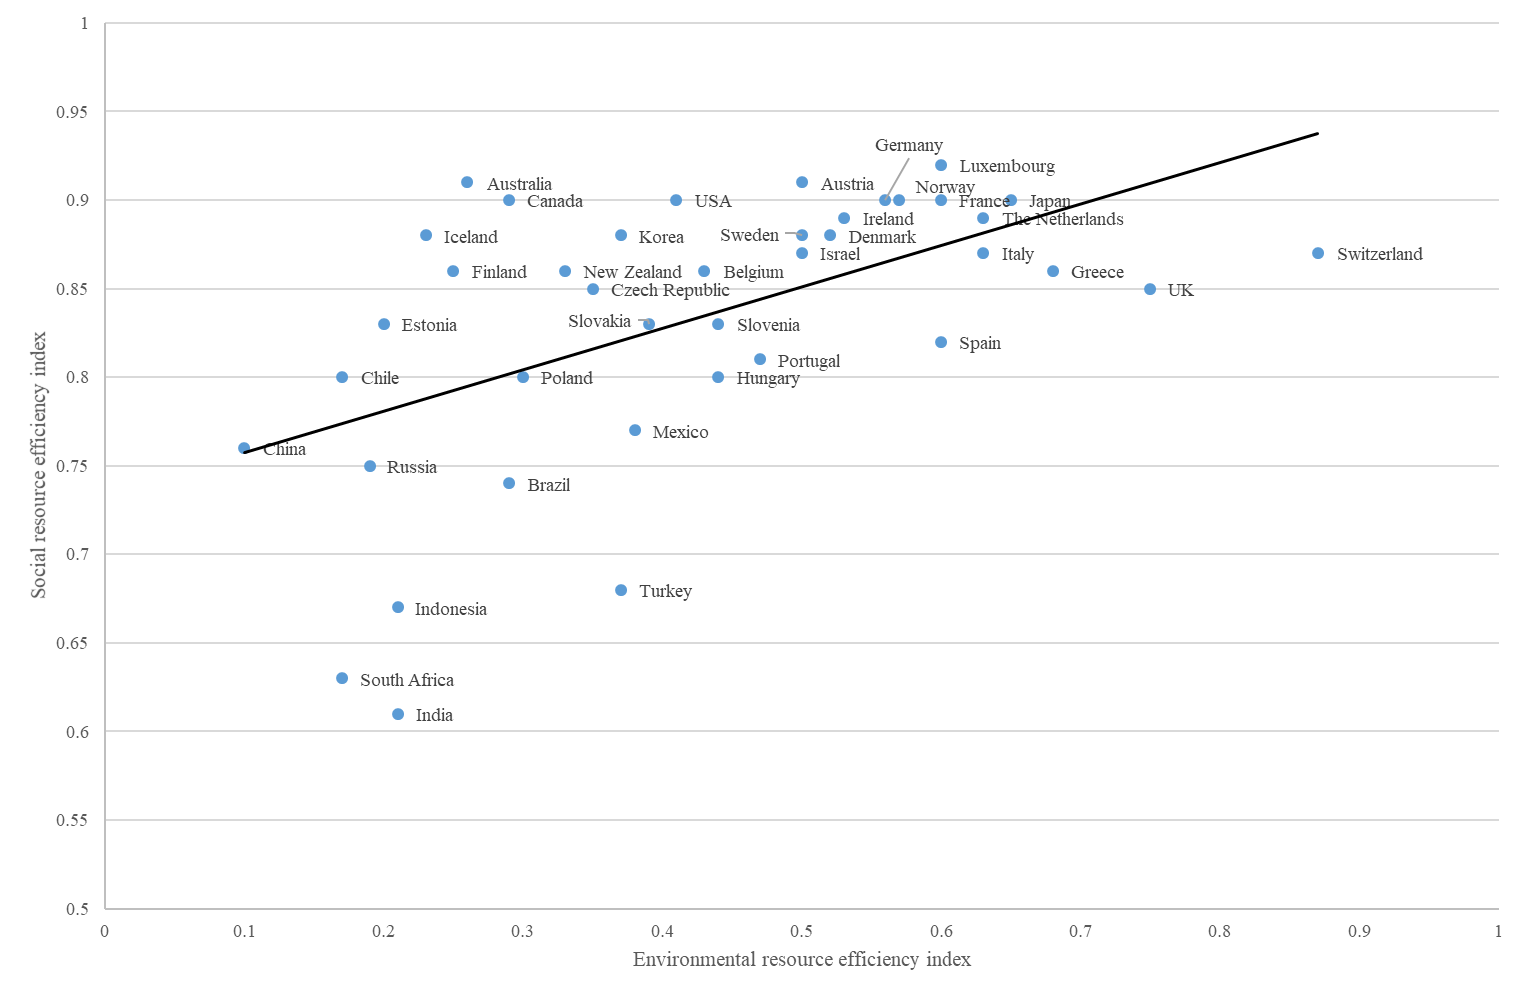 1
0.95
Germany
Luxembourg
Australia
Austria
Norway
0.9
Canada
USA
France
Japan
Ireland
The Netherlands
Iceland
Korea
Sweden
Denmark
Israel
Italy
Switzerland
Finland
New Zealand
Belgium
Greece
0.85
Czech Republic
UK
Estonia
Slovakia
Slovenia
Spain
Portugal
0.8
Chile
Poland
Hungary
Mexico
China
0.75
Russia
Brazil
Social resource efficiency index
0.7
Turkey
Indonesia
0.65
South Africa
India
0.6
0.55
0.5
0 0.1 0.2 0.3 0.4 0.5 0.6 0.7 0.8 0.9 1
Environmental resource efficiency index